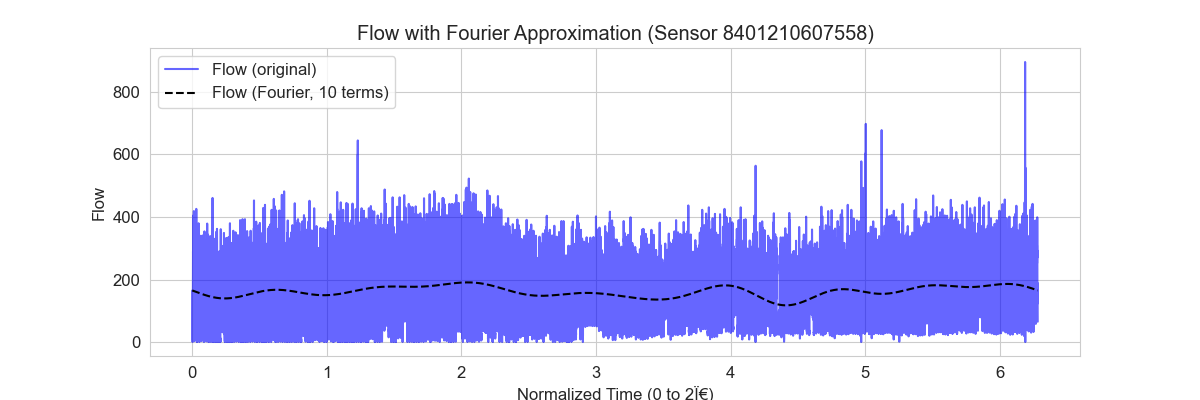 Flow with Fourier Approximation (Sensor 8401210607558)
Flow (original)
Flow (Fourier, 10 terms)
Flow
800
600
400
200
0
0 1 2 3 4 5 6
Normalized Time (0 to 2Ï€)